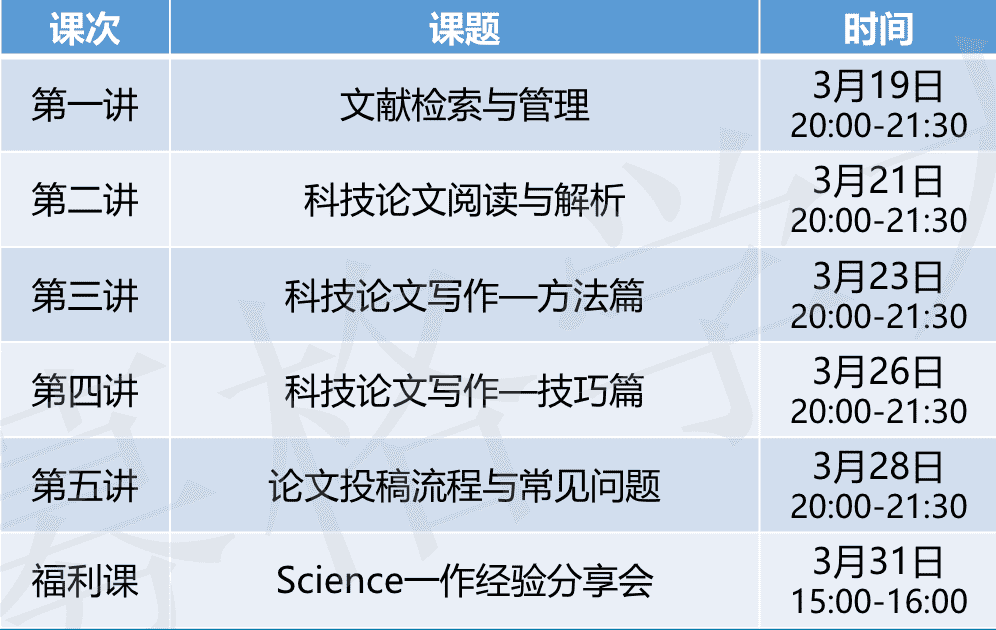 课次 课题 时间
第一讲 文献检索与管理 3月19日
20:00-21:30
第二讲 科技论文阅读与解析 3月21日
20:00-21:30
第三讲 科技论文写作—方法篇 3月23日
20:00-21:30
第四讲 科技论文写作—技巧篇 3月26日
20:00-21:30
第五讲 论文投稿流程与常见问题 3月28日
20:00-21:30
福利课 Science一作经验分享会 3月31日
15:00-16:00